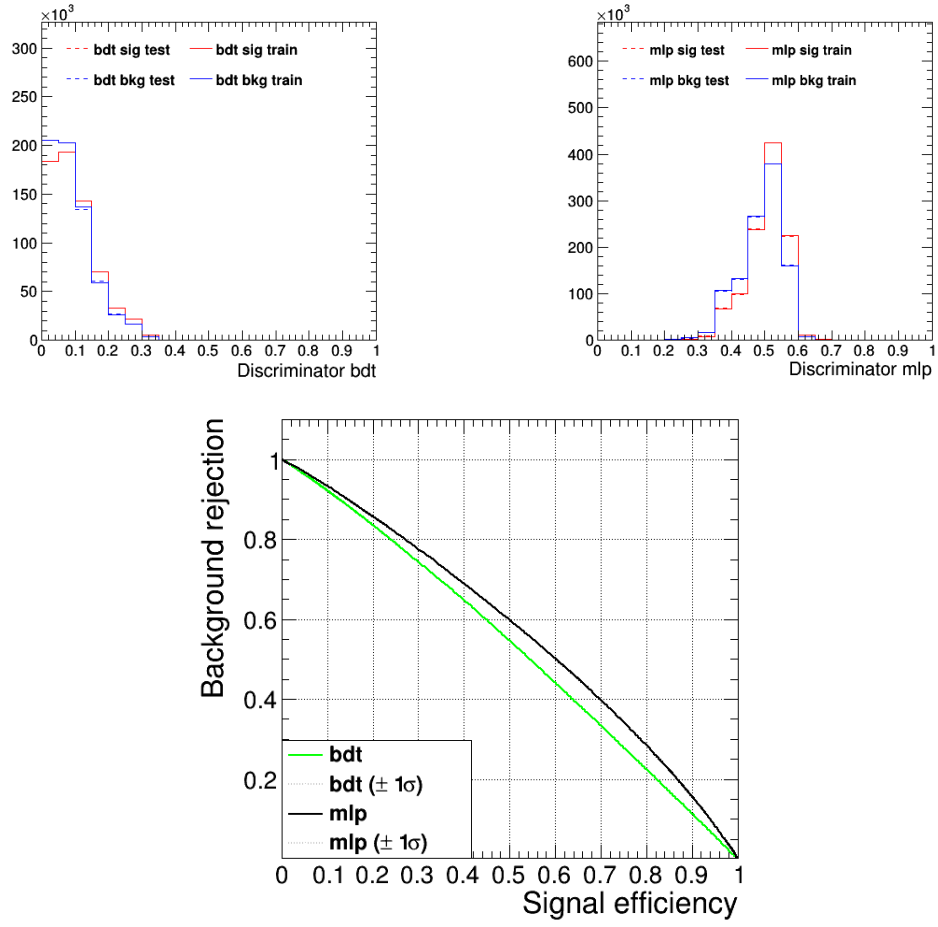 ×10³
300
250
200
150
100
50
0
bdt sig test
bdt sig train
bdt bkg test
bdt bkg train
0 0.1 0.2 0.3 0.4 0.5 0.6 0.7 0.8 0.9 1
Discriminator bdt
×10³
600
500
400
300
200
100
0
mlp sig test
mlp sig train
mlp bkg test
mlp bkg train
0 0.1 0.2 0.3 0.4 0.5 0.6 0.7 0.8 0.9 1
Discriminator mlp
Background rejection
1
0.8
0.6
0.4
0.2
bdt
bdt (± 1σ)
mlp
mlp (± 1σ)
0 0.1 0.2 0.3 0.4 0.5 0.6 0.7 0.8 0.9 1
Signal efficiency